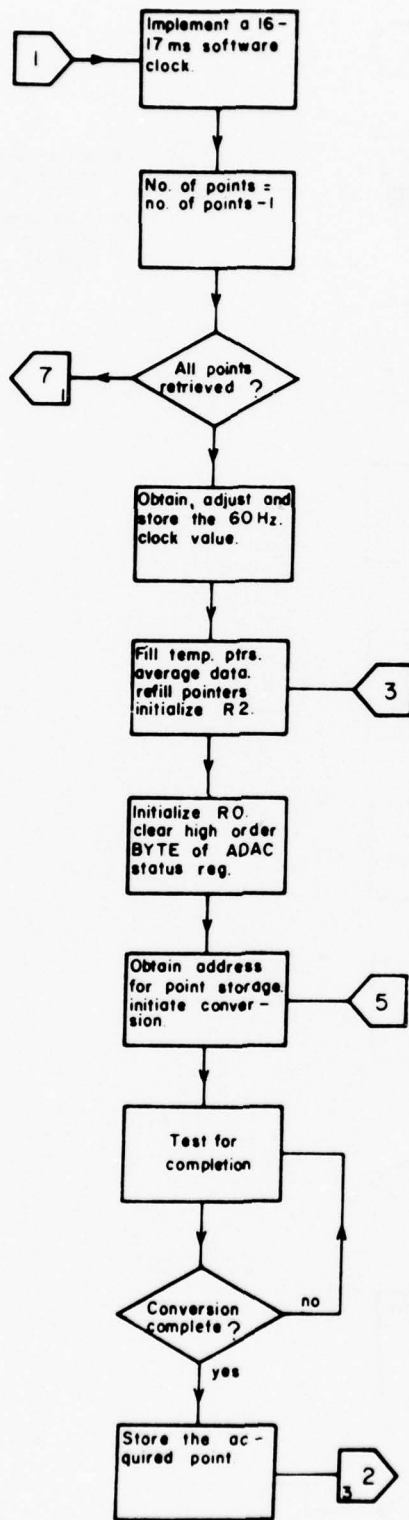 Implement a 16-
17 ms software
clock.
1
No. of points =
no. of points-1
All points
retrieved ?
7
1
Obtain, adjust and
store the 60 Hz.
clock value.
Fill temp. ptrs.
average data.
refill pointers
initialize R2.
3
Initialize R0.
clear high order
BYTE of ADAC
status reg.
Obtain address
for point storage.
initiate conver-
sion.
5
Test for
completion
Conversion
complete ?
no
yes
Store the ac-
quired point
2
3